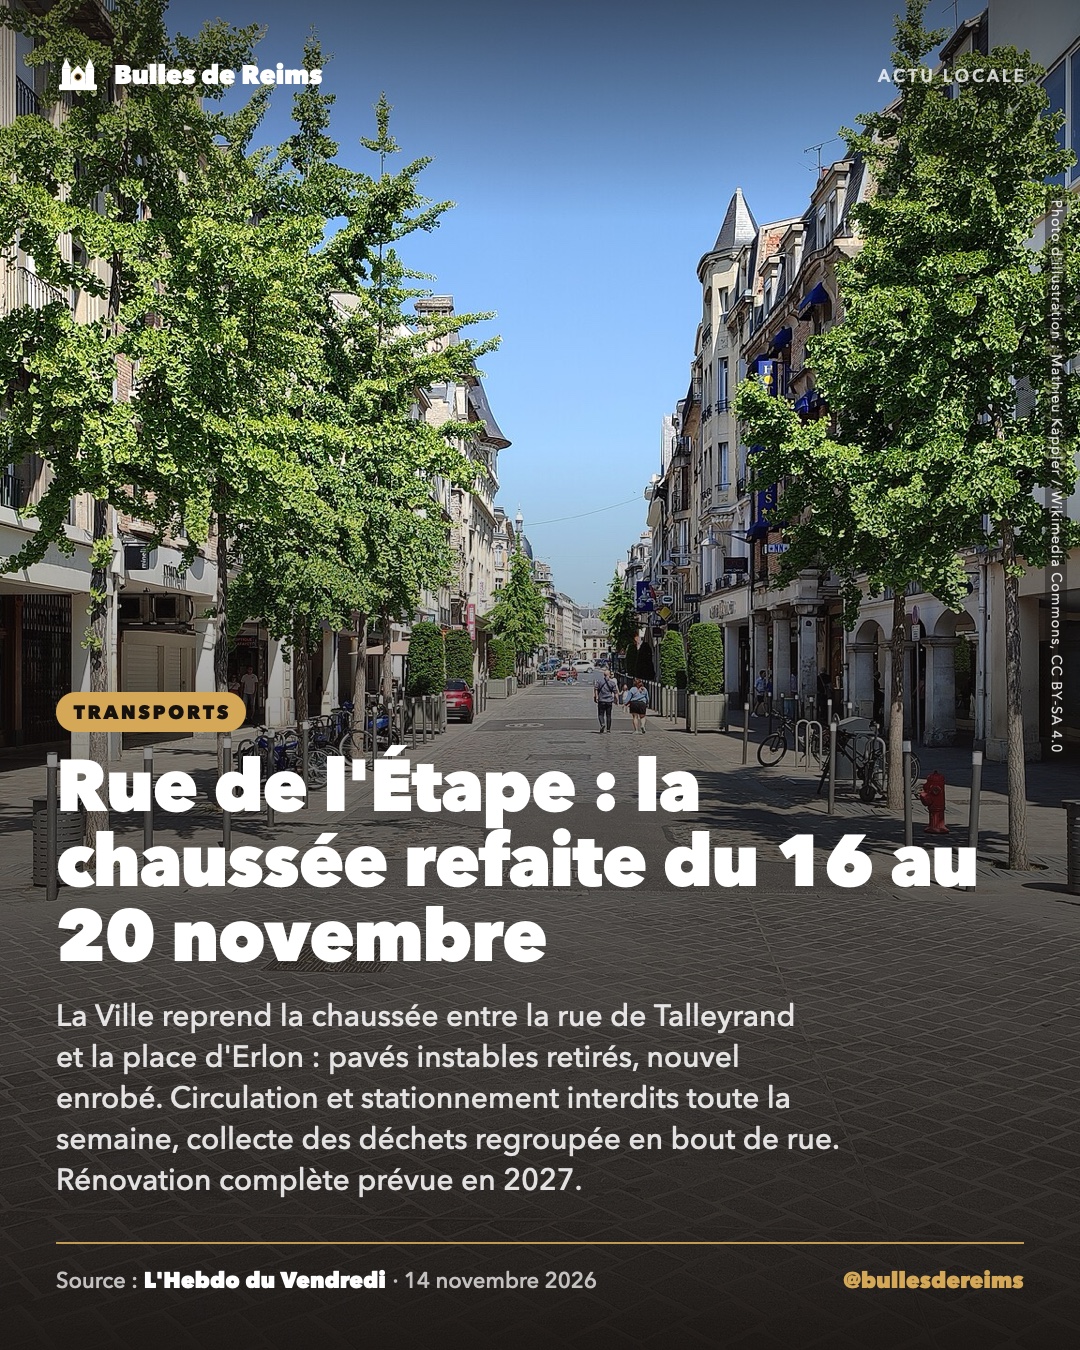 Bulles de Reims
ACTU LOCALE
Photo d'illustration : Mathieu Kappler / Wikimedia Commons, CC BY-SA 4.0
TRANSPORTS
Rue de l'Étape : la
chaussée refaite du 16 au
20 novembre
La Ville reprend la chaussée entre la rue de Talleyrand
et la place d'Erlon : pavés instables retirés, nouvel
enrobé. Circulation et stationnement interdits toute la
semaine, collecte des déchets regroupée en bout de rue.
Rénovation complète prévue en 2027.
Source : L'Hebdo du Vendredi · 14 novembre 2026
@bullesdereims